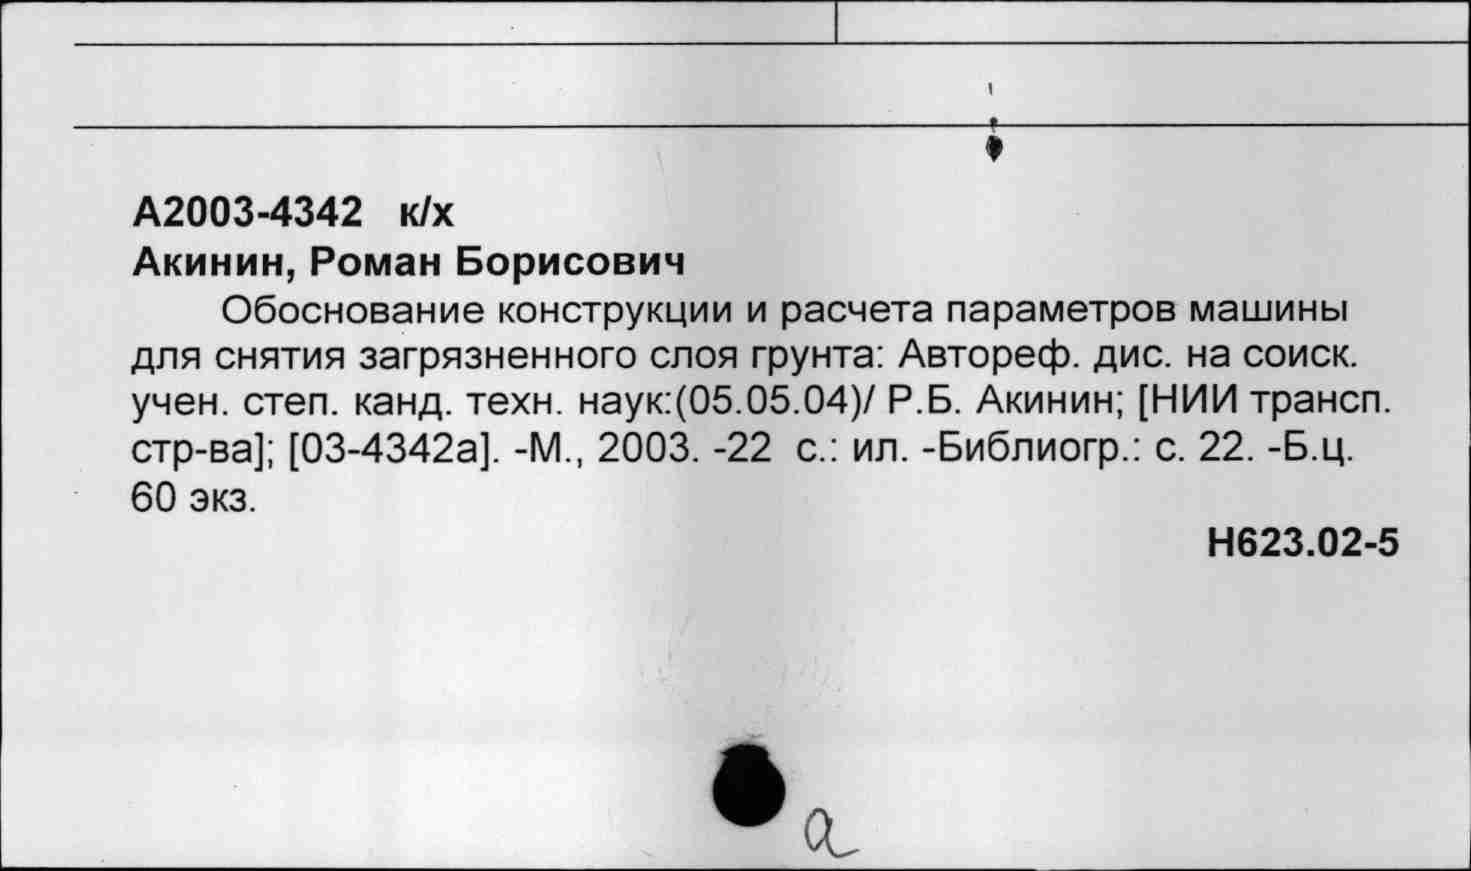 А2003-4342 к/х
Акинин, Роман Борисович
Обоснование конструкции и расчета параметров машины
для снятия загрязненного слоя грунта: Автореф. дис. на соиск.
учен. степ. канд. техн. наук:(05.05.04)/ Р.Б. Акинин; [НИИ трансп.
стр-ва]; [03-4342а]. -М., 2003. -22 с.: ил. -Библиогр.: с. 22. -Б.ц.
60 экз.
Н623.02-5
а